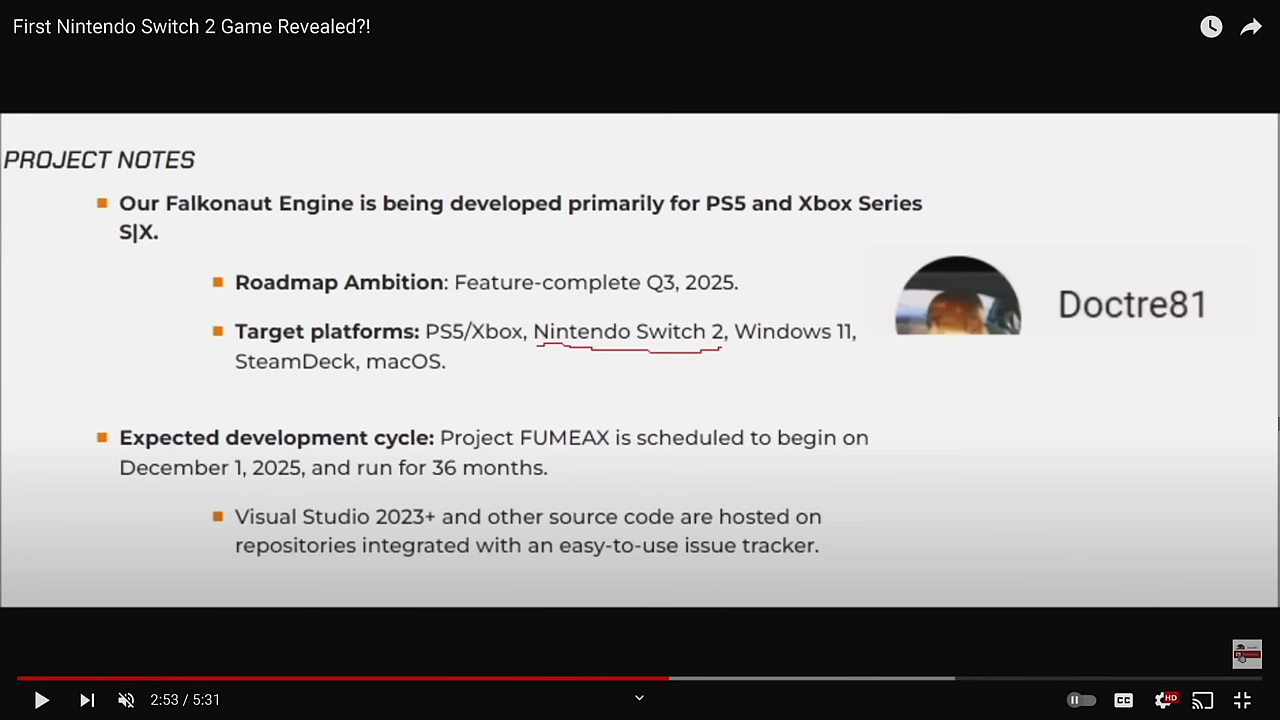 First Nintendo Switch 2 Game Revealed?!
PROJECT NOTES
Our Falkonaut Engine is being developed primarily for PS5 and Xbox Series
S|X.
Roadmap Ambition: Feature-complete Q3, 2025.
Doctre81
Target platforms: PS5/Xbox, Nintendo Switch 2, Windows 11,
SteamDeck, macOS.
Expected development cycle: Project FUMEAX is scheduled to begin on
December 1, 2025, and run for 36 months.
Visual Studio 2023+ and other source code are hosted on
repositories integrated with an easy-to-use issue tracker.
2:53 / 5:31
CC
HD